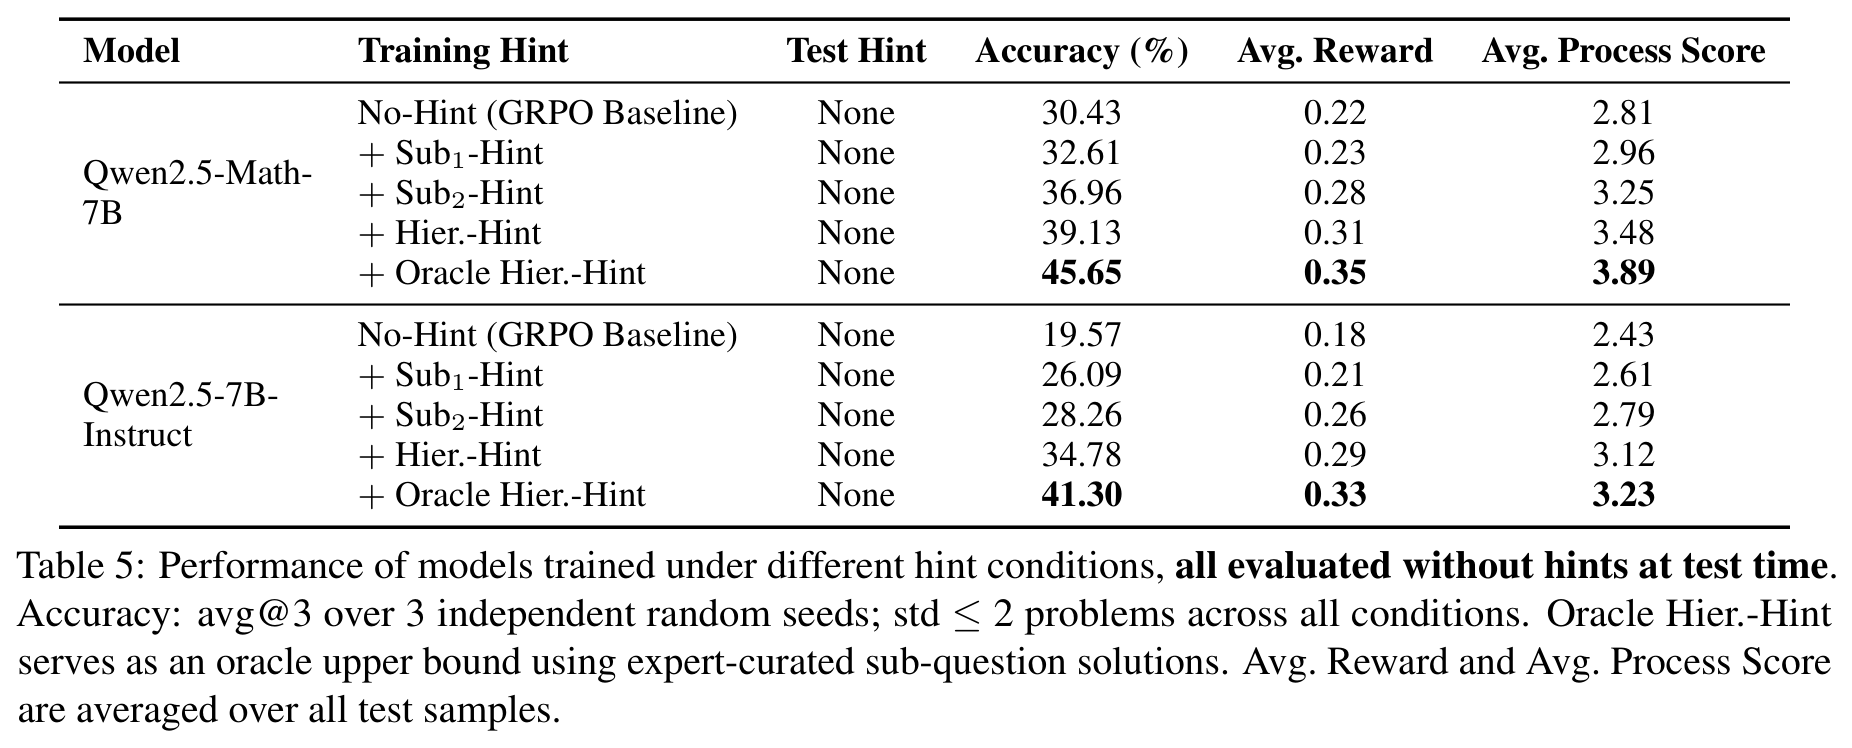 Model Training Hint Test Hint Accuracy (%) Avg. Reward Avg. Process Score
Qwen2.5-Math-
7B
No-Hint (GRPO Baseline) None 30.43 0.22 2.81
+ Sub₁-Hint None 32.61 0.23 2.96
+ Sub₂-Hint None 36.96 0.28 3.25
+ Hier.-Hint None 39.13 0.31 3.48
+ Oracle Hier.-Hint None 45.65 0.35 3.89
Qwen2.5-7B-
Instruct
No-Hint (GRPO Baseline) None 19.57 0.18 2.43
+ Sub₁-Hint None 26.09 0.21 2.61
+ Sub₂-Hint None 28.26 0.26 2.79
+ Hier.-Hint None 34.78 0.29 3.12
+ Oracle Hier.-Hint None 41.30 0.33 3.23
Table 5: Performance of models trained under different hint conditions, all evaluated without hints at test time.
Accuracy: avg@3 over 3 independent random seeds; std ≤ 2 problems across all conditions. Oracle Hier.-Hint
serves as an oracle upper bound using expert-curated sub-question solutions. Avg. Reward and Avg. Process Score
are averaged over all test samples.